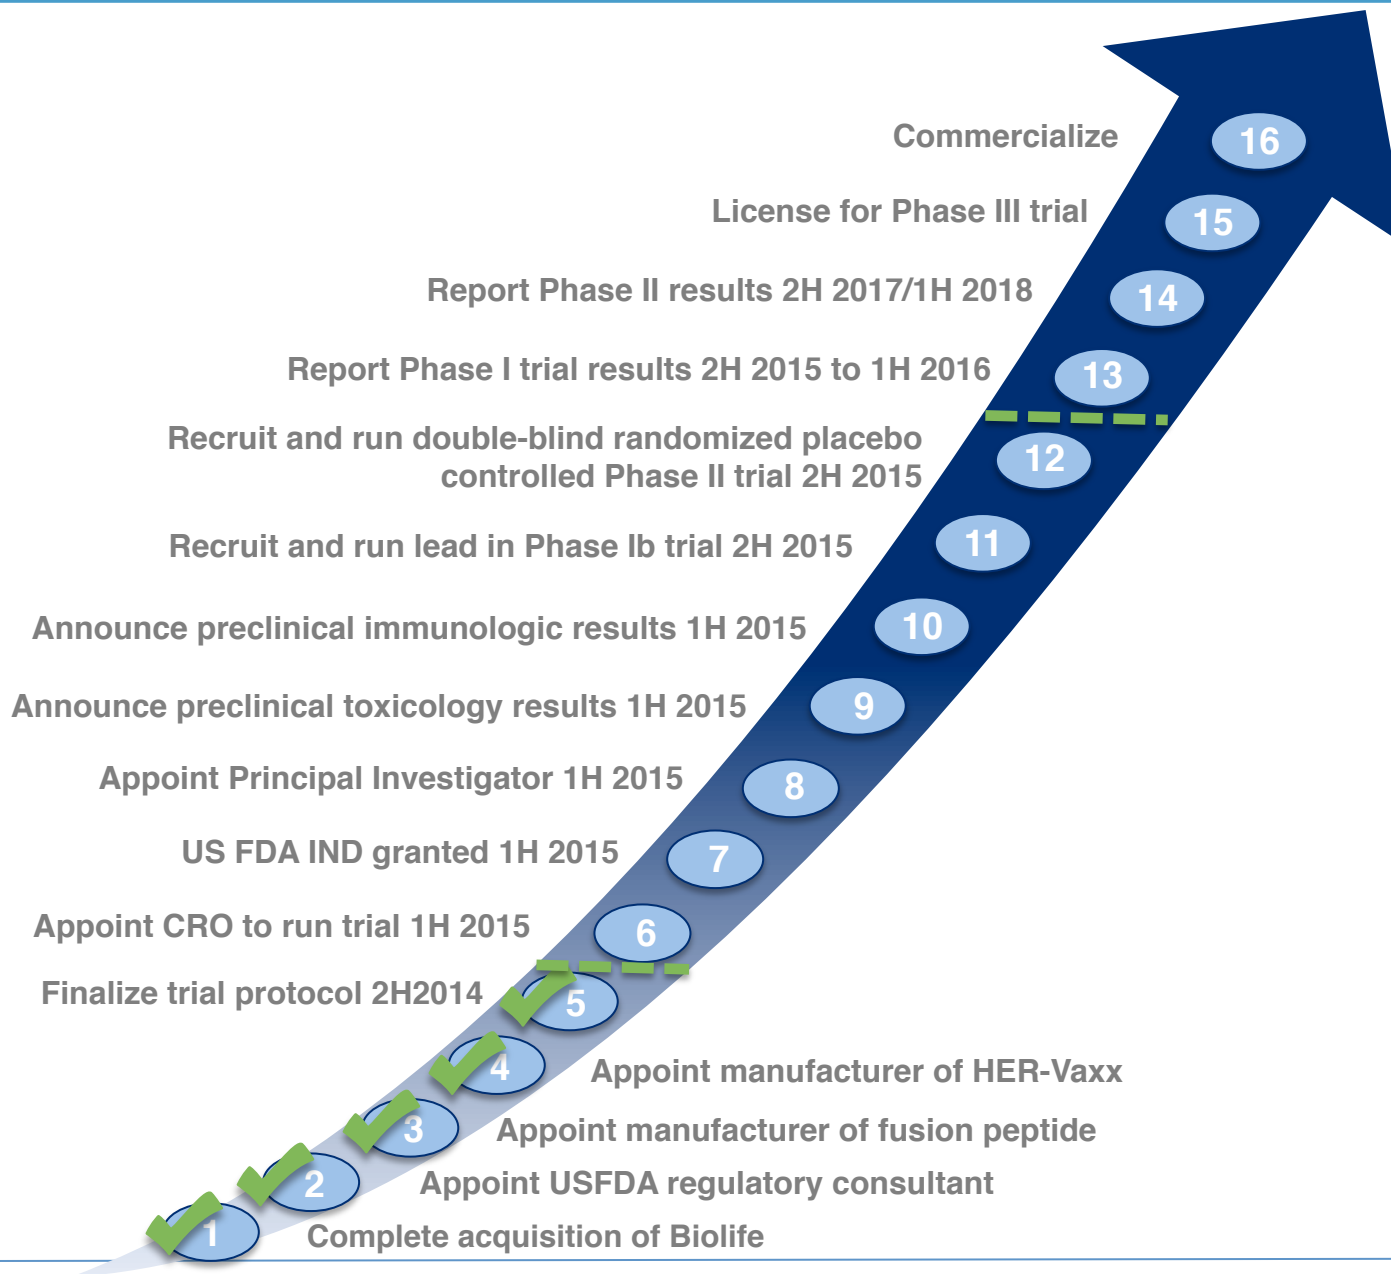 Commercialize
16
License for Phase III trial
15
Report Phase II results 2H 2017/1H 2018
14
Report Phase I trial results 2H 2015 to 1H 2016
13
Recruit and run double-blind randomized placebo
controlled Phase II trial 2H 2015
12
Recruit and run lead in Phase Ib trial 2H 2015
11
Announce preclinical immunologic results 1H 2015
10
Announce preclinical toxicology results 1H 2015
9
Appoint Principal Investigator 1H 2015
8
US FDA IND granted 1H 2015
7
Appoint CRO to run trial 1H 2015
6
Finalize trial protocol 2H2014
5
4
Appoint manufacturer of HER-Vaxx
3
Appoint manufacturer of fusion peptide
2
Appoint USFDA regulatory consultant
1
Complete acquisition of Biolife